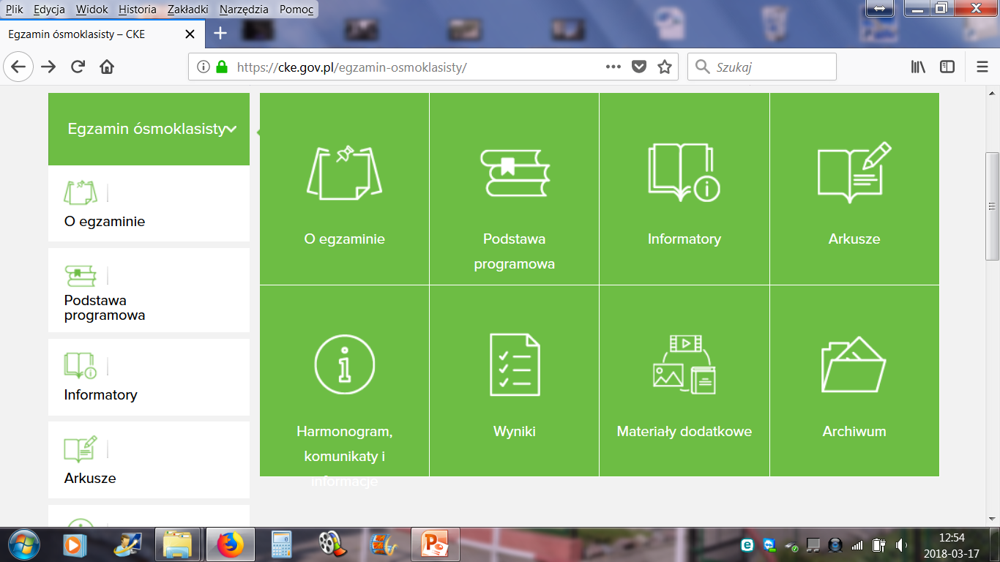 Plik Edycja Widok Historia Zakładki Narzędzia Pomoc
Egzamin ósmoklasisty – CKE
https://cke.gov.pl/egzamin-osmoklasisty/
Szukaj
Egzamin ósmoklasisty
O egzaminie
Podstawa
programowa
Informatory
Arkusze
O egzaminie
Podstawa
programowa
Informatory
Arkusze
Harmonogram,
komunikaty i
informacje
Wyniki
Materiały dodatkowe
Archiwum
12:54
2018-03-17